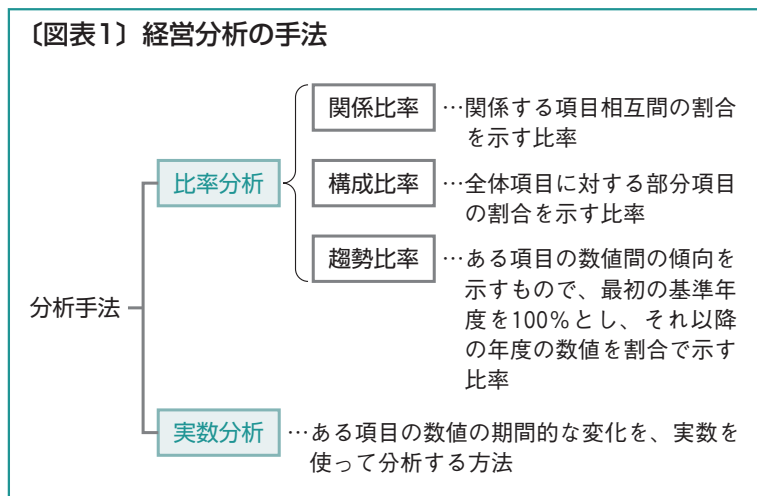 〔図表1〕経営分析の手法
関係比率 …関係する項目相互間の割合
を示す比率
比率分析
構成比率 …全体項目に対する部分項目
の割合を示す比率
趨勢比率 …ある項目の数値間の傾向を
示すもので、最初の基準年
度を100%とし、それ以降
の年度の数値を割合で示す
比率
分析手法
実数分析 …ある項目の数値の期間的な変化を、実数を
使って分析する方法